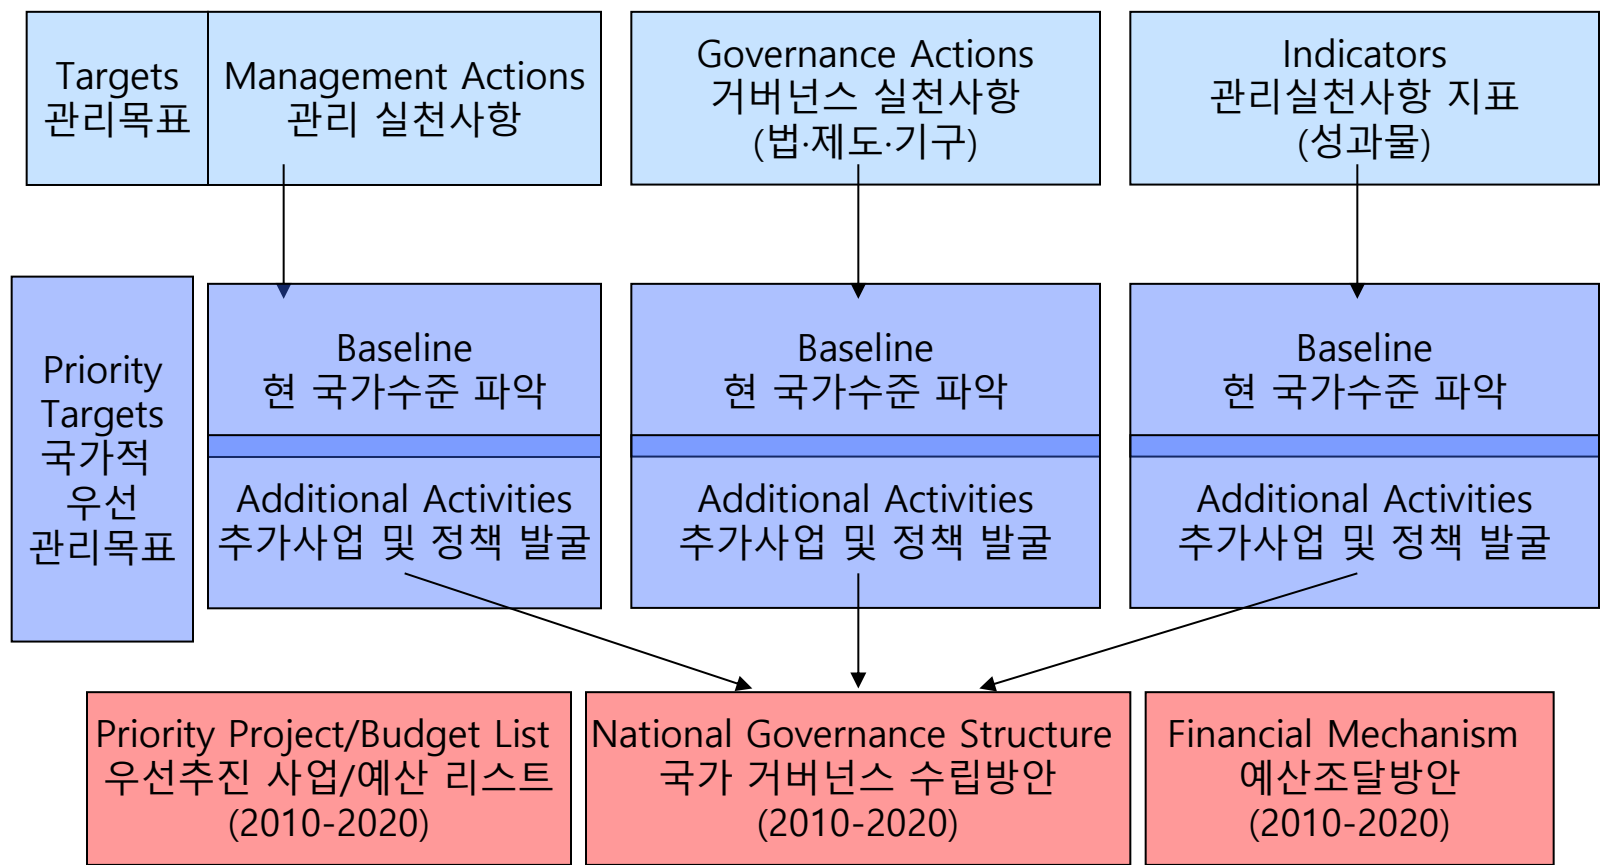 Targets
관리목표
Management Actions
관리 실천사항
Governance Actions
거버넌스 실천사항
(법·제도·기구)
Indicators
관리실천사항 지표
(성과물)
Priority
Targets
국가적
우선
관리목표
Baseline
현 국가수준 파악
Additional Activities
추가사업 및 정책 발굴
Baseline
현 국가수준 파악
Additional Activities
추가사업 및 정책 발굴
Baseline
현 국가수준 파악
Additional Activities
추가사업 및 정책 발굴
Priority Project/Budget List
우선추진 사업/예산 리스트
(2010-2020)
National Governance Structure
국가 거버넌스 수립방안
(2010-2020)
Financial Mechanism
예산조달방안
(2010-2020)